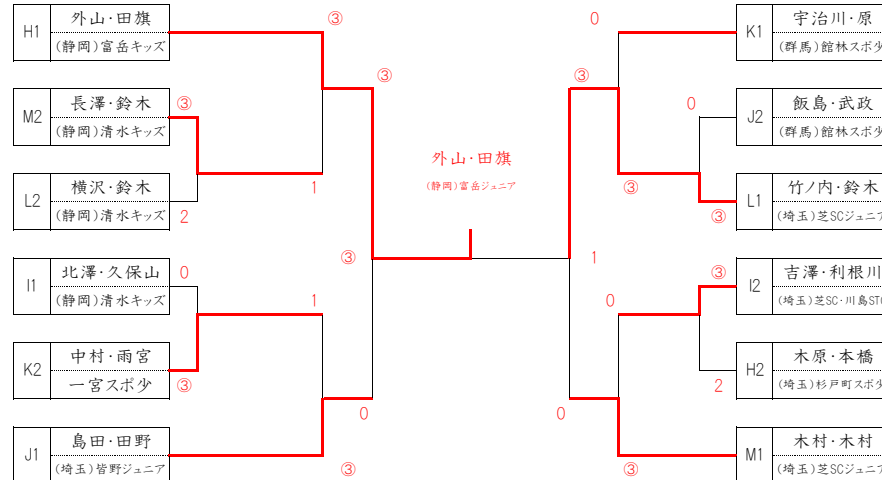 H1
外山・田旗
(静岡)富岳キッズ
③
M2
長澤・鈴木
(静岡)清水キッズ
③
L2
横沢・鈴木
(静岡)清水キッズ
2
1
③
I1
北澤・久保山
(静岡)清水キッズ
0
K2
中村・雨宮
一宮スポ少
③
1
J1
島田・田野
(埼玉)皆野ジュニア
③
0
③
外山・田旗
(静岡)富岳ジュニア
1
0
K1
宇治川・原
(群馬)館林スポ少
0
J2
飯島・武政
(群馬)館林スポ少
③
L1
竹ノ内・鈴木
(埼玉)芝SCジュニア
③
③
③
I2
吉澤・利根川
(埼玉)芝SC・川島STC
2
H2
木原・本橋
(埼玉)杉戸町スポ少
0
M1
木村・木村
(埼玉)芝SCジュニア
③
0